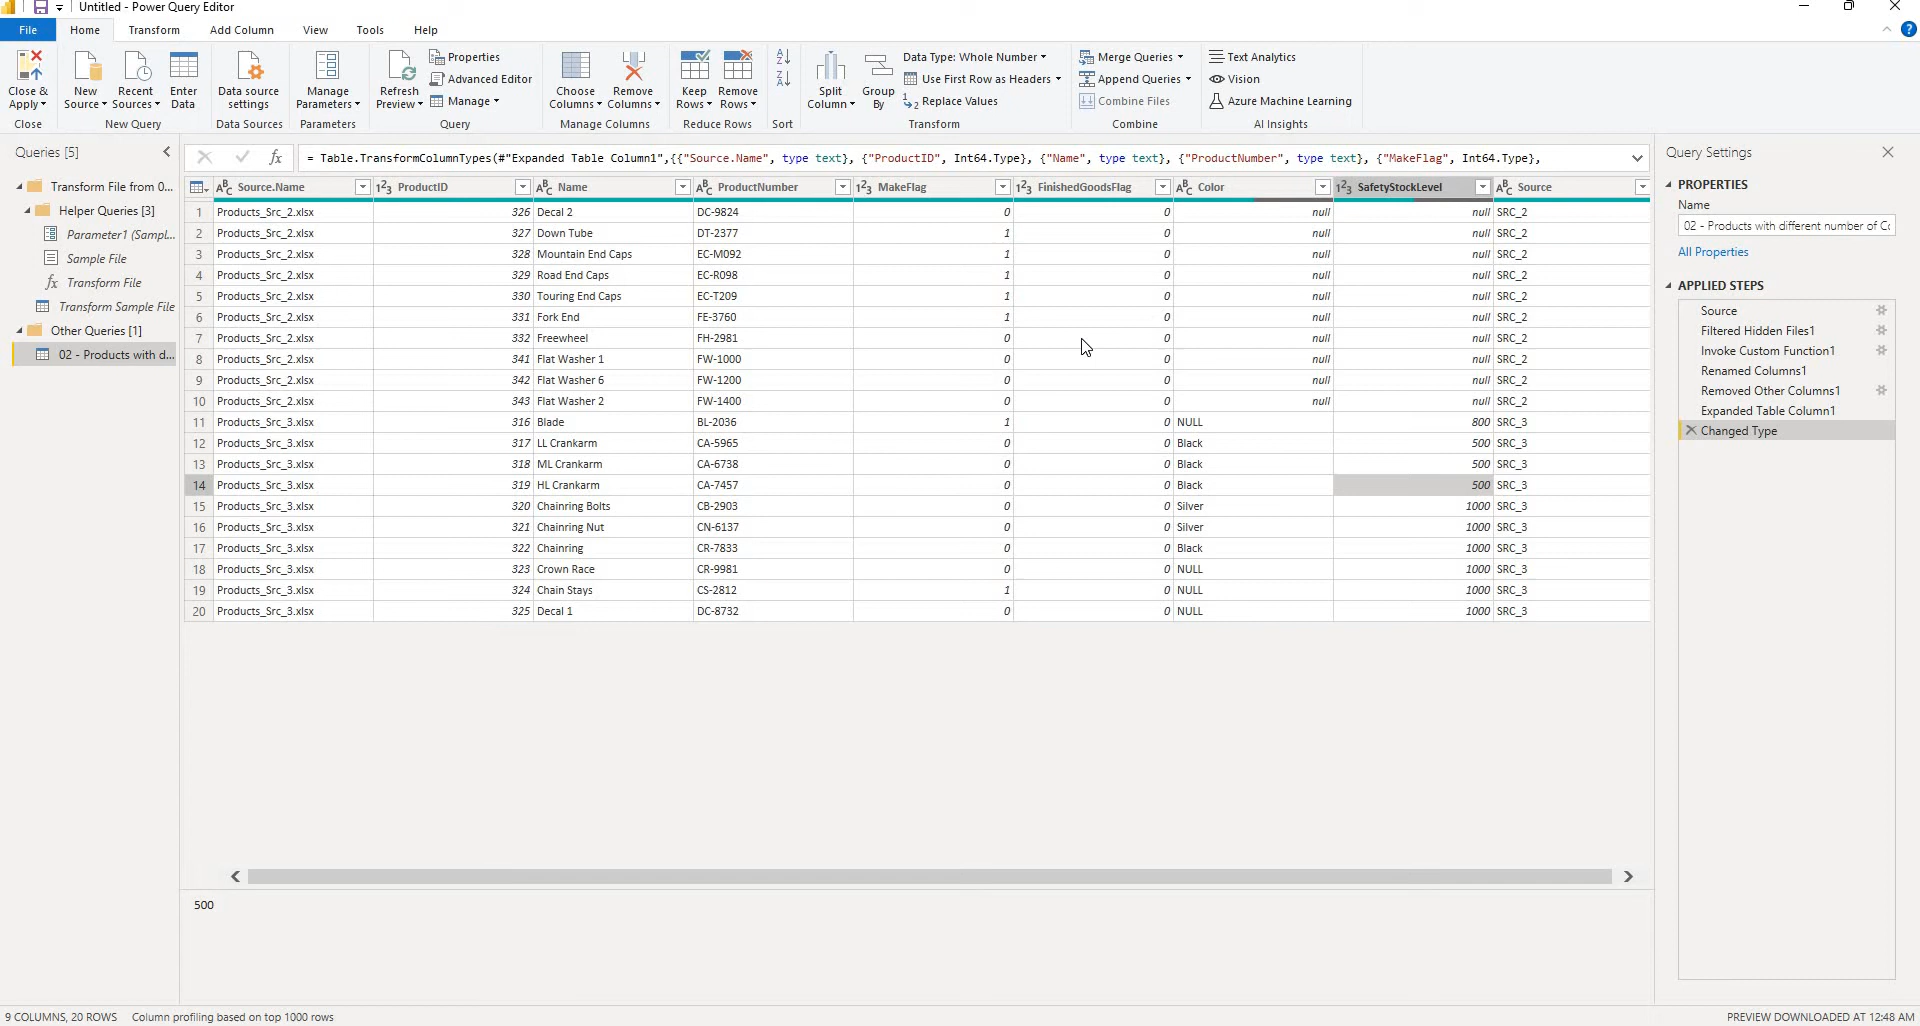 Untitled - Power Query Editor
File Home Transform Add Column View Tools Help
Close & Apply
Close
New Source
Recent Sources
Enter Data
New Query
Data source settings
Data Sources
Manage Parameters
Parameters
Refresh Preview
Properties
Advanced Editor
Manage
Query
Choose Columns
Remove Columns
Manage Columns
Keep Rows
Remove Rows
Reduce Rows
Sort
Split Column
Group By
Data Type: Whole Number
Use First Row as Headers
Replace Values
Transform
Merge Queries
Append Queries
Combine Files
Combine
Text Analytics
Vision
Azure Machine Learning
AI Insights
Queries [5]
Transform File from 0...
Helper Queries [3]
Parameter1 (Sampl...
Sample File
fx Transform File
Transform Sample File
Other Queries [1]
02 - Products with d...
fx = Table.TransformColumnTypes(#"Expanded Table Column1",{{"Source.Name", type text}, {"ProductID", Int64.Type}, {"Name", type text}, {"ProductNumber", type text}, {"MakeFlag", Int64.Type},
ABC Source.Name 123 ProductID ABC Name ABC ProductNumber 123 MakeFlag 123 FinishedGoodsFlag ABC Color 123 SafetyStockLevel ABC Source
1 Products_Src_2.xlsx 326 Decal 2 DC-9824 0 0 null null SRC_2
2 Products_Src_2.xlsx 327 Down Tube DT-2377 1 0 null null SRC_2
3 Products_Src_2.xlsx 328 Mountain End Caps EC-M092 1 0 null null SRC_2
4 Products_Src_2.xlsx 329 Road End Caps EC-R098 1 0 null null SRC_2
5 Products_Src_2.xlsx 330 Touring End Caps EC-T209 1 0 null null SRC_2
6 Products_Src_2.xlsx 331 Fork End FE-3760 1 0 null null SRC_2
7 Products_Src_2.xlsx 332 Freewheel FH-2981 0 0 null null SRC_2
8 Products_Src_2.xlsx 341 Flat Washer 1 FW-1000 0 0 null null SRC_2
9 Products_Src_2.xlsx 342 Flat Washer 6 FW-1200 0 0 null null SRC_2
10 Products_Src_2.xlsx 343 Flat Washer 2 FW-1400 0 0 null null SRC_2
11 Products_Src_3.xlsx 316 Blade BL-2036 1 0 NULL 800 SRC_3
12 Products_Src_3.xlsx 317 LL Crankarm CA-5965 0 0 Black 500 SRC_3
13 Products_Src_3.xlsx 318 ML Crankarm CA-6738 0 0 Black 500 SRC_3
14 Products_Src_3.xlsx 319 HL Crankarm CA-7457 0 0 Black 500 SRC_3
15 Products_Src_3.xlsx 320 Chainring Bolts CB-2903 0 0 Silver 1000 SRC_3
16 Products_Src_3.xlsx 321 Chainring Nut CN-6137 0 0 Silver 1000 SRC_3
17 Products_Src_3.xlsx 322 Chainring CR-7833 0 0 Black 1000 SRC_3
18 Products_Src_3.xlsx 323 Crown Race CR-9981 0 0 NULL 1000 SRC_3
19 Products_Src_3.xlsx 324 Chain Stays CS-2812 1 0 NULL 1000 SRC_3
20 Products_Src_3.xlsx 325 Decal 1 DC-8732 0 0 NULL 1000 SRC_3
500
Query Settings
PROPERTIES
Name
02 - Products with different number of Co
All Properties
APPLIED STEPS
Source
Filtered Hidden Files1
Invoke Custom Function1
Renamed Columns1
Removed Other Columns1
Expanded Table Column1
Changed Type
9 COLUMNS, 20 ROWS Column profiling based on top 1000 rows
PREVIEW DOWNLOADED AT 12:48 AM